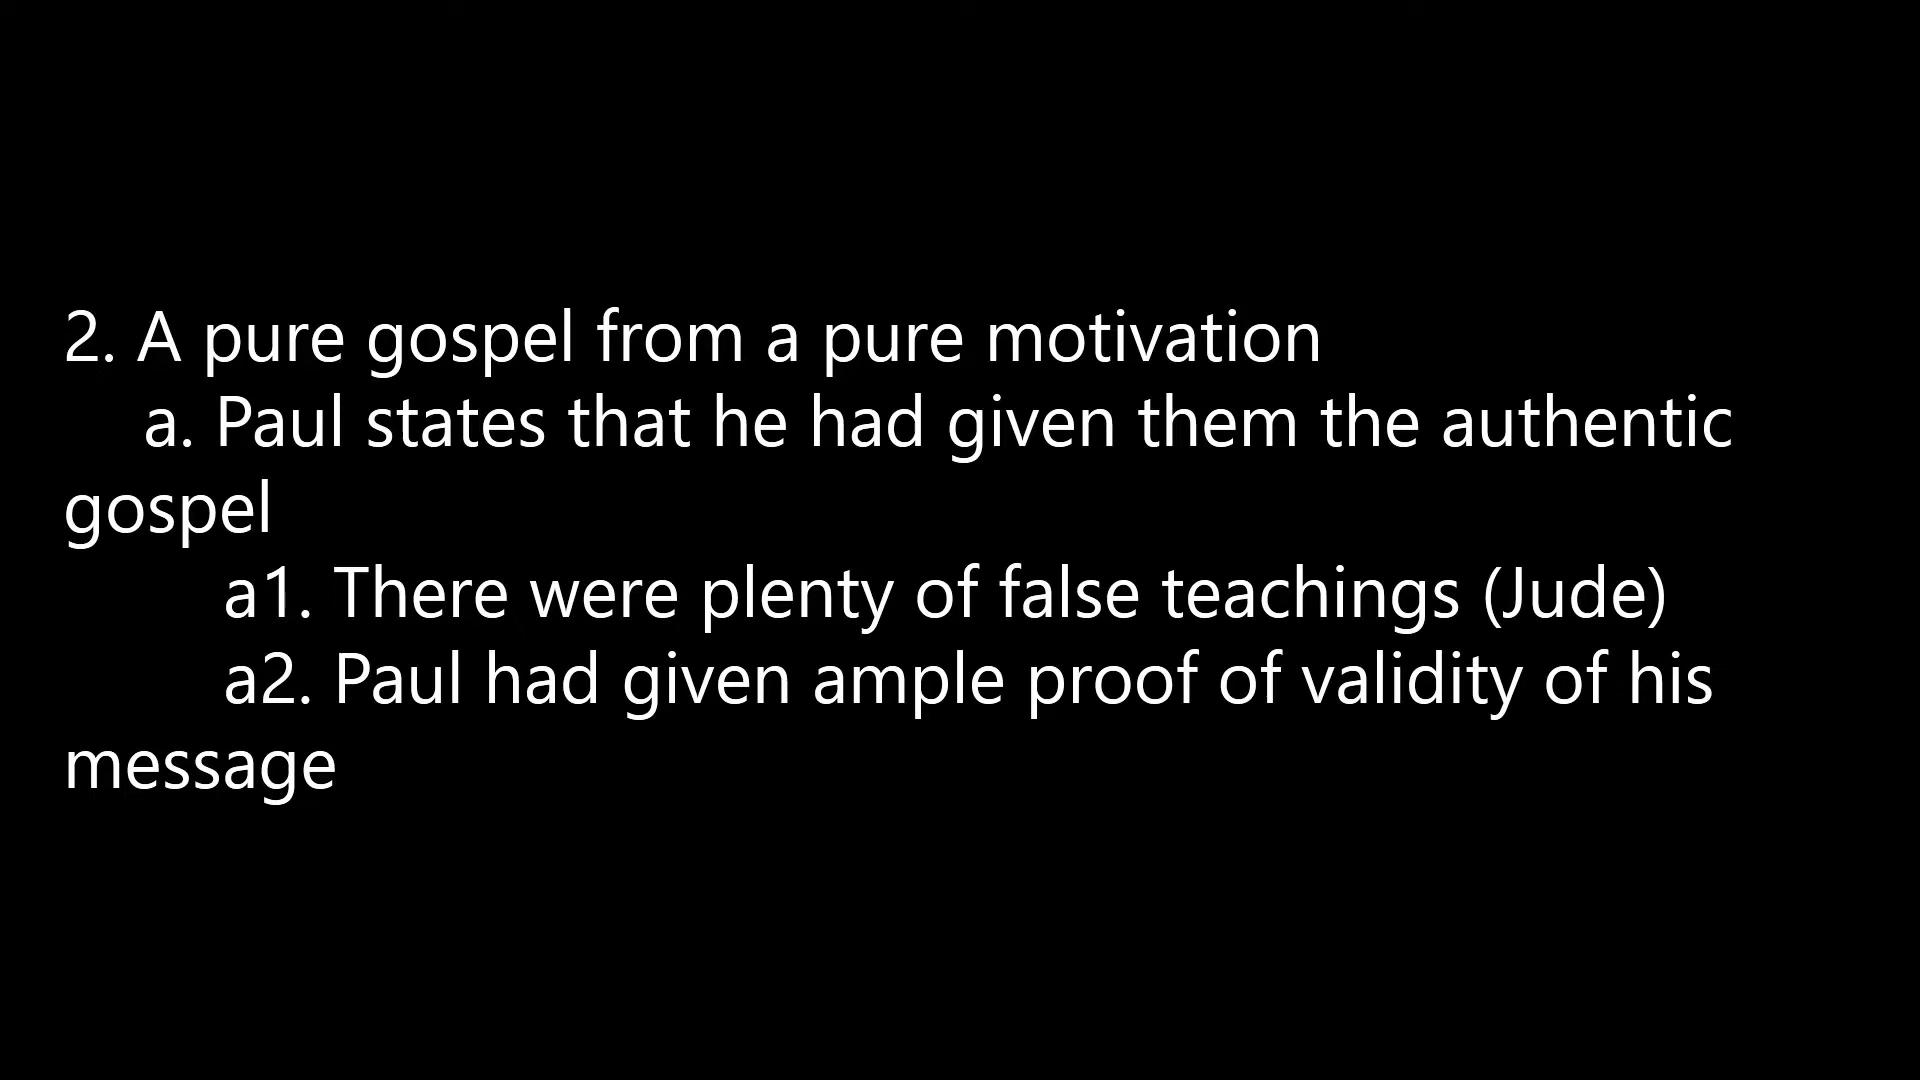 2. A pure gospel from a pure motivation
a. Paul states that he had given them the authentic
gospel
a1. There were plenty of false teachings (Jude)
a2. Paul had given ample proof of validity of his
message